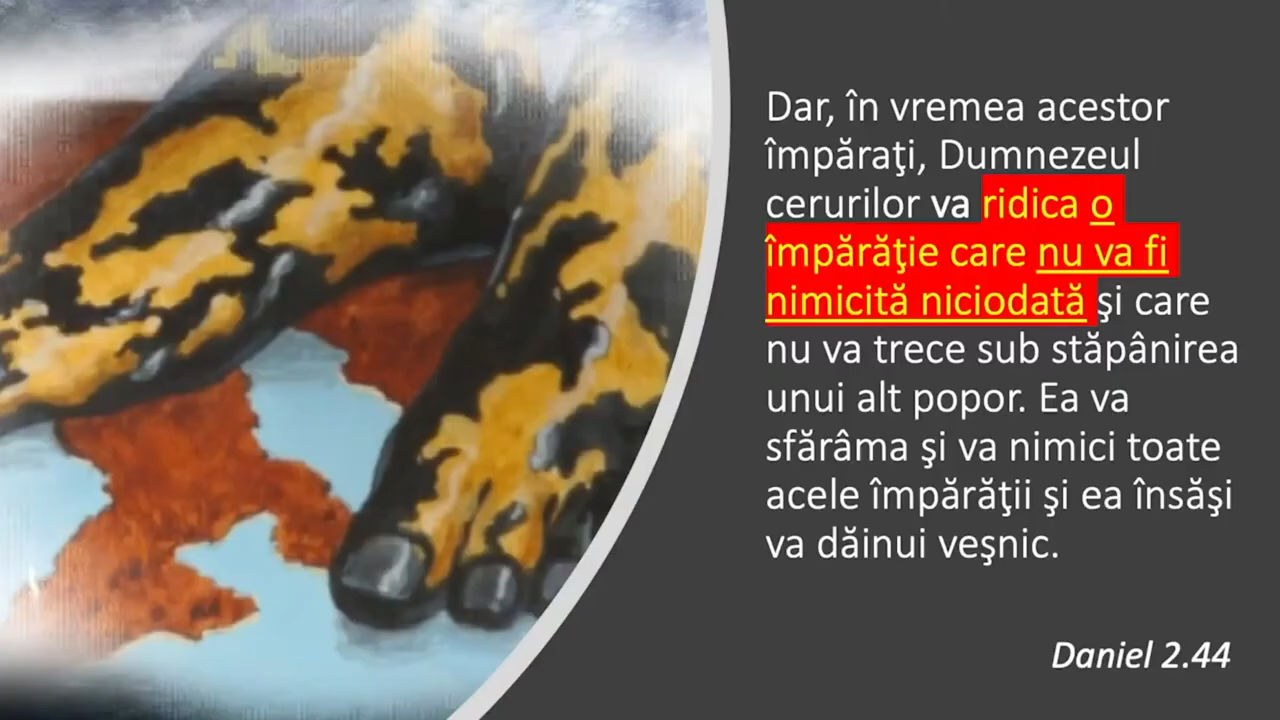 Dar, în vremea acestor
împăraţi, Dumnezeul
cerurilor va ridica o
împărăţie care nu va fi
nimicită niciodată şi care
nu va trece sub stăpânirea
unui alt popor. Ea va
sfărâma şi va nimici toate
acele împărăţii şi ea însăşi
va dăinui veşnic.
Daniel 2.44